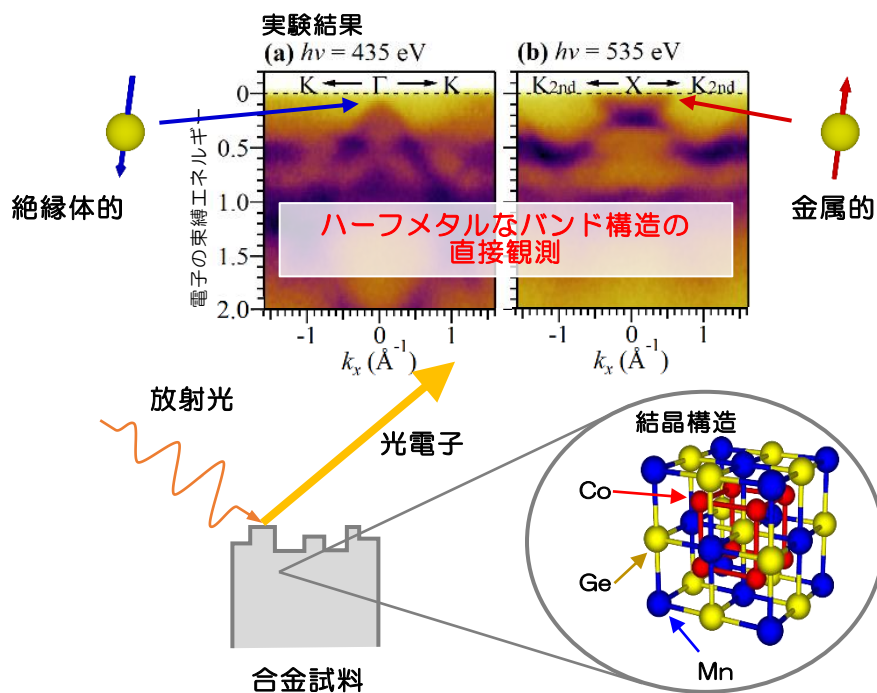 実験結果
(a) hν = 435 eV
(b) hν = 535 eV
K ← Γ → K
K2nd ← X → K2nd
0
0.5
1.0
1.5
2.0
電子の束縛エネルギー
絶縁体的
金属的
ハーフメタルなバンド構造の
直接観測
-1 0 1
-1 0 1
kx (Å-1)
kx (Å-1)
放射光
光電子
結晶構造
Co
Ge
Mn
合金試料